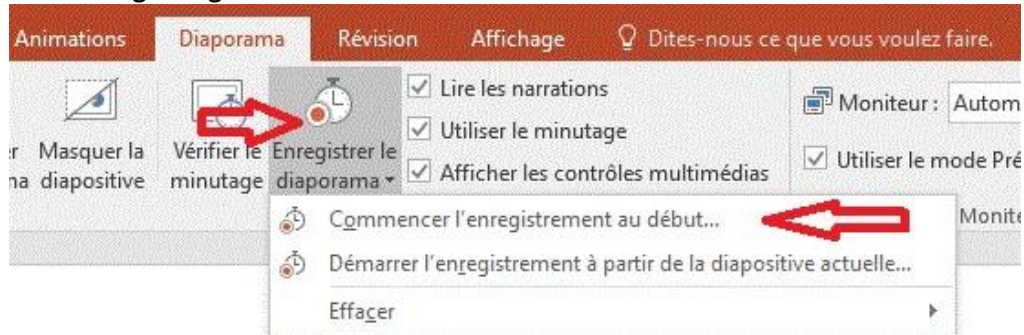 Animations Diaporama Révision Affichage Dites-nous ce que vous voulez faire.
Lire les narrations
Moniteur : Autom
Utiliser le minutage
Masquer la Vérifier le Enregistrer le
Utiliser le mode Pré
diapositive minutage diaporama
Afficher les contrôles multimédias
Commencer l'enregistrement au début...
Monite
Démarrer l'enregistrement à partir de la diapositive actuelle...
Effacer